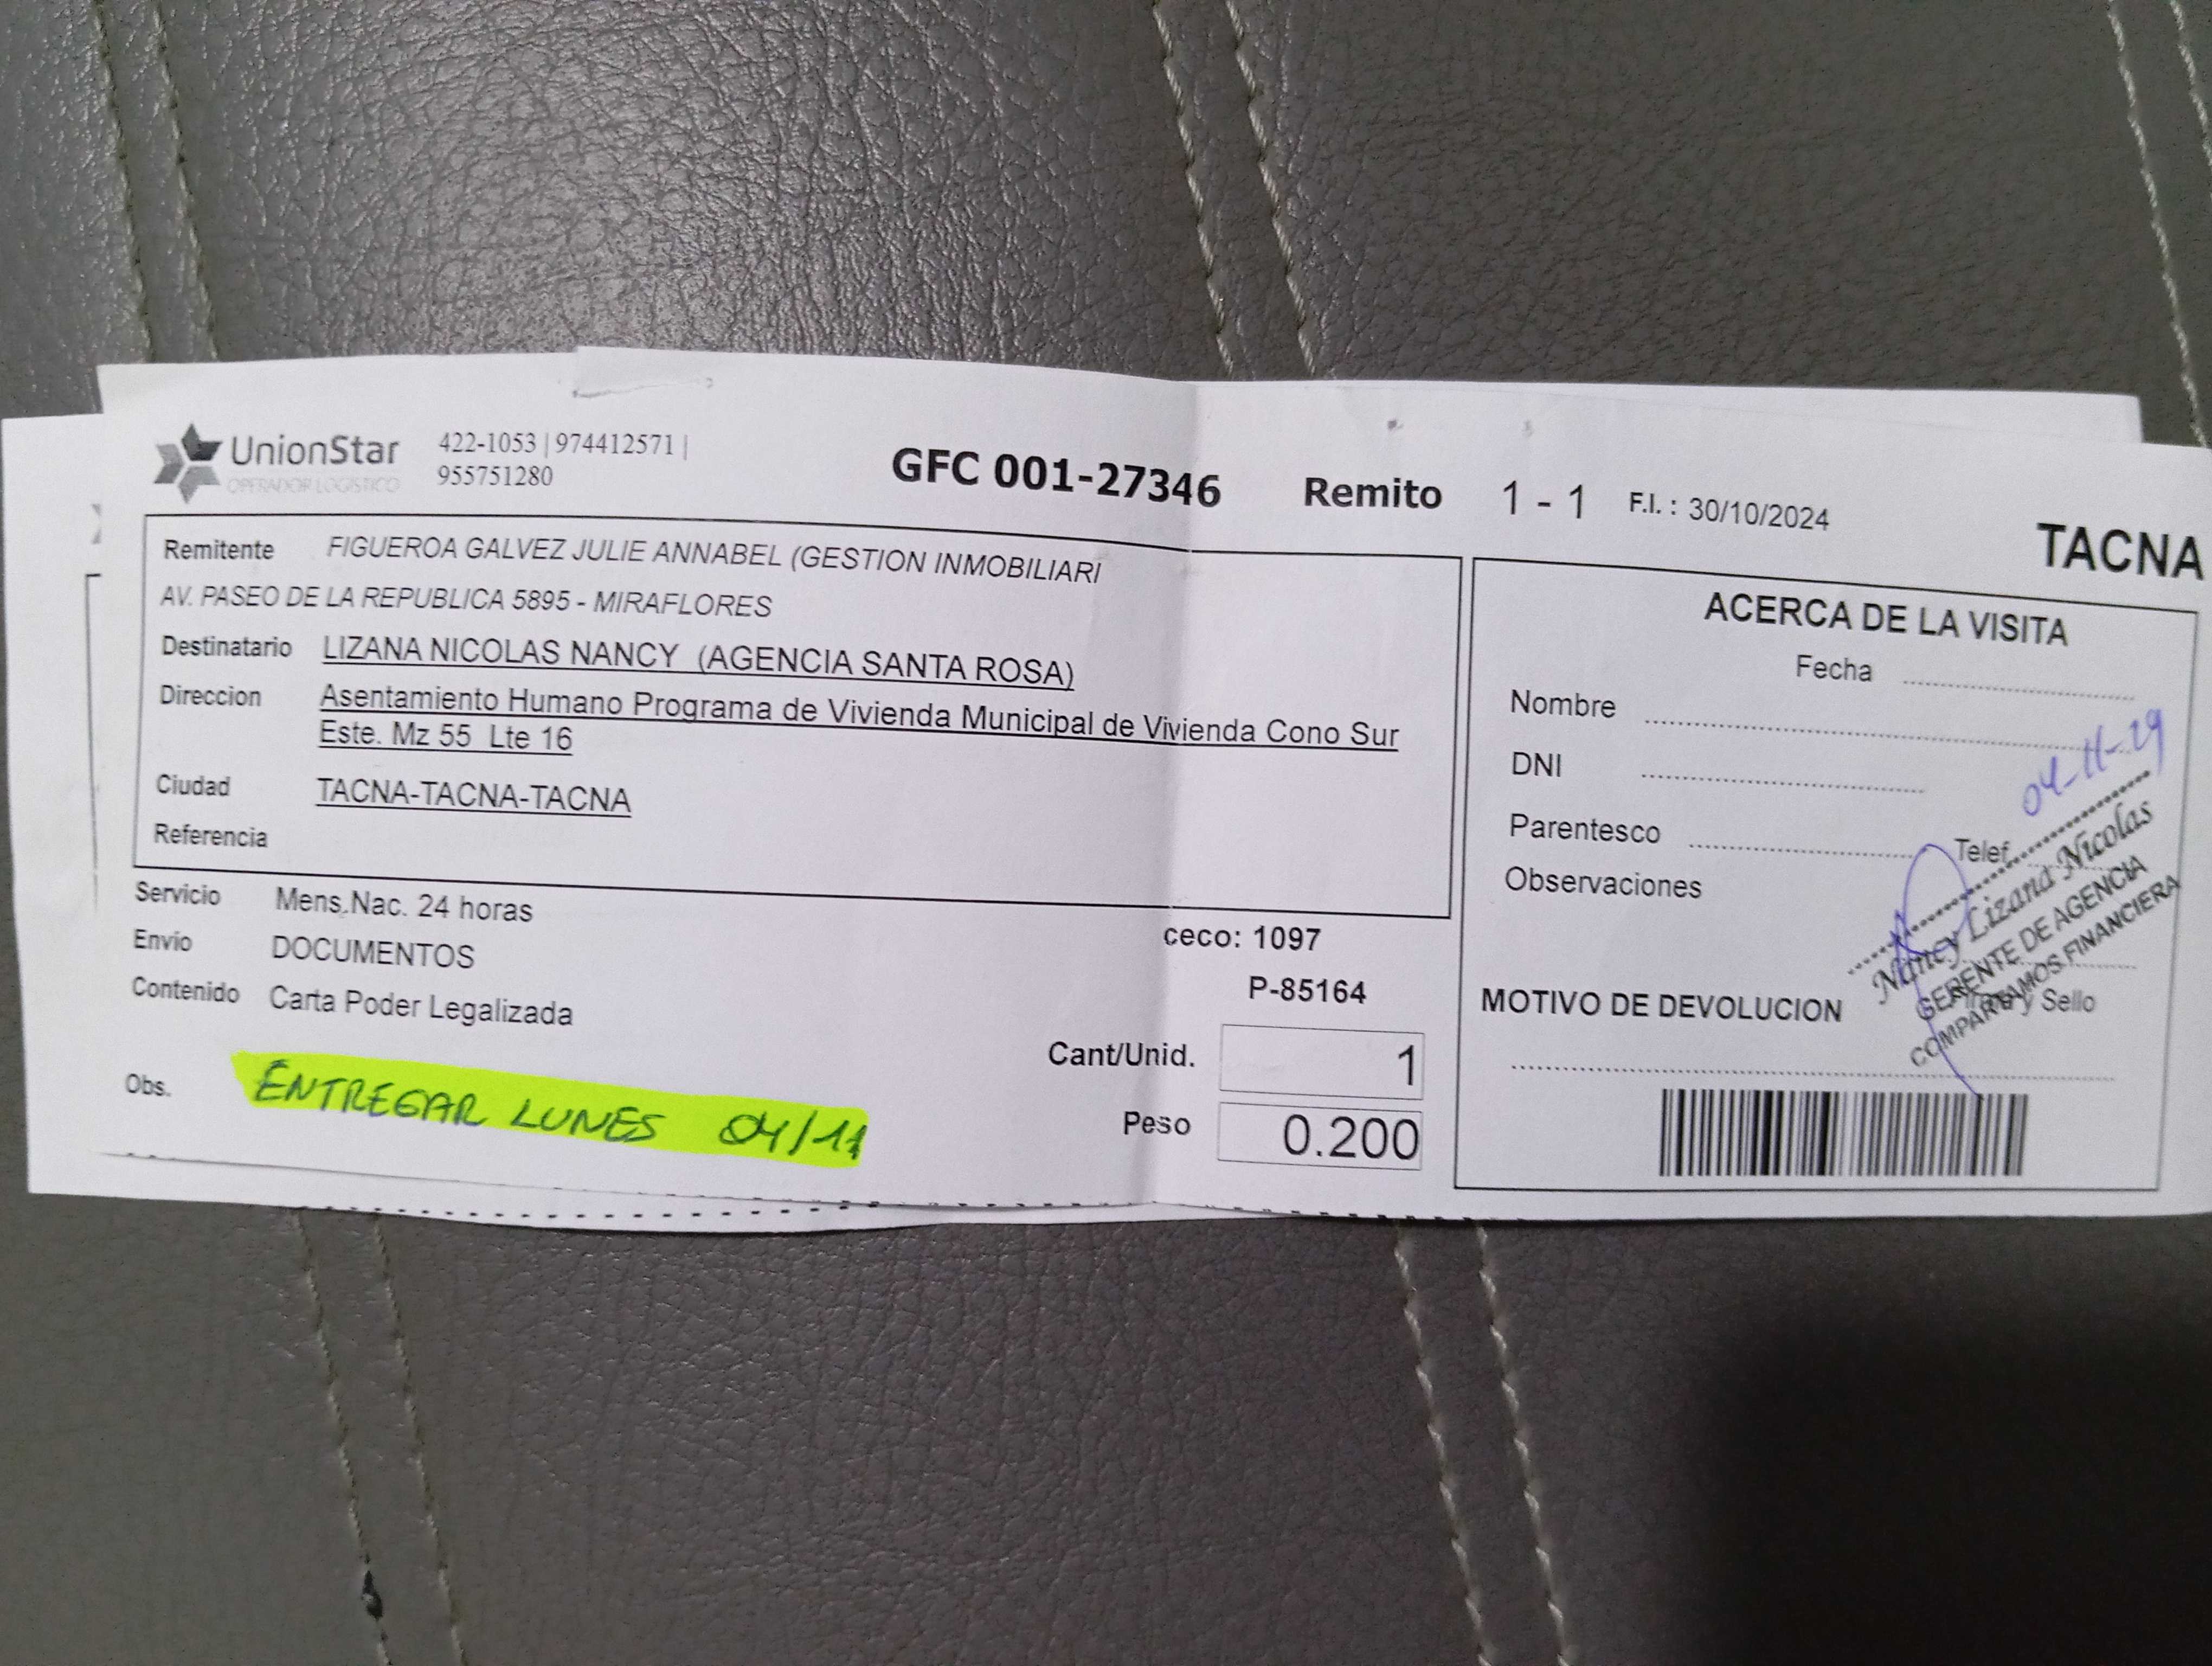 UnionStar
OPERADOR LOGISTICO
422-1053 | 974412571 |
955751280
GFC 001-27346 Remito 1 - 1 F.I. : 30/10/2024
TACNA
Remitente FIGUEROA GALVEZ JULIE ANNABEL (GESTION INMOBILIARI
AV. PASEO DE LA REPUBLICA 5895 - MIRAFLORES
Destinatario LIZANA NICOLAS NANCY (AGENCIA SANTA ROSA)
Direccion Asentamiento Humano Programa de Vivienda Municipal de Vivienda Cono Sur
Este. Mz 55 Lte 16
Ciudad TACNA-TACNA-TACNA
Referencia
Servicio Mens.Nac. 24 horas
Envio DOCUMENTOS
Contenido Carta Poder Legalizada
ceco: 1097
P-85164
Cant/Unid. 1
Peso 0.200
Obs. ENTREGAR LUNES 04/11
ACERCA DE LA VISITA
Fecha
Nombre
DNI
Parentesco
Telef
Observaciones
04-11-29
Nancy Lizana Nicolas
GERENTE DE AGENCIA
COMPARTAMOS FINANCIERA
y Sello
MOTIVO DE DEVOLUCION